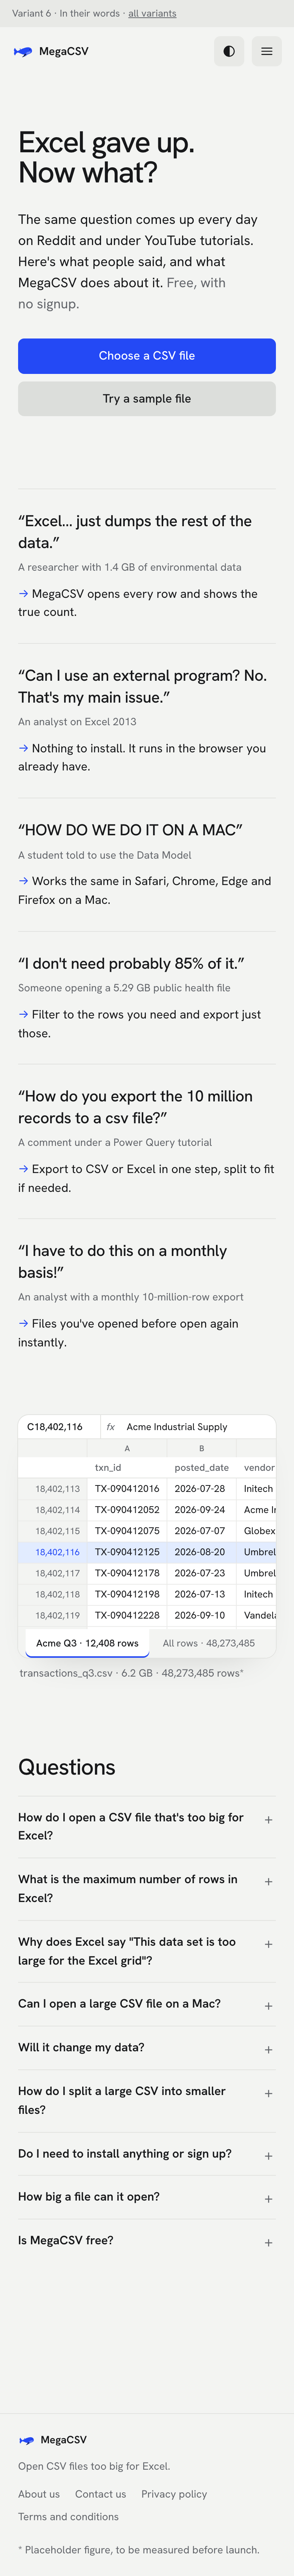 Variant 6 · In their words · all variants
MegaCSV
Excel gave up.
Now what?
The same question comes up every day
on Reddit and under YouTube tutorials.
Here's what people said, and what
MegaCSV does about it. Free, with
no signup.
Choose a CSV file
Try a sample file
“Excel... just dumps the rest of the
data.”
A researcher with 1.4 GB of environmental data
→ MegaCSV opens every row and shows the
true count.
“Can I use an external program? No.
That's my main issue.”
An analyst on Excel 2013
→ Nothing to install. It runs in the browser you
already have.
“HOW DO WE DO IT ON A MAC”
A student told to use the Data Model
→ Works the same in Safari, Chrome, Edge and
Firefox on a Mac.
“I don't need probably 85% of it.”
Someone opening a 5.29 GB public health file
→ Filter to the rows you need and export just
those.
“How do you export the 10 million
records to a csv file?”
A comment under a Power Query tutorial
→ Export to CSV or Excel in one step, split to fit
if needed.
“I have to do this on a monthly
basis!”
An analyst with a monthly 10-million-row export
→ Files you've opened before open again
instantly.
C18,402,116 fx Acme Industrial Supply
A B
txn_id posted_date vendor
18,402,113 TX-090412016 2026-07-28 Initech
18,402,114 TX-090412052 2026-09-24 Acme In
18,402,115 TX-090412075 2026-07-07 Globex
18,402,116 TX-090412125 2026-08-20 Umbrel
18,402,117 TX-090412178 2026-07-23 Umbrel
18,402,118 TX-090412198 2026-07-13 Initech
18,402,119 TX-090412228 2026-09-10 Vandela
Acme Q3 · 12,408 rows All rows · 48,273,485
transactions_q3.csv · 6.2 GB · 48,273,485 rows*
Questions
How do I open a CSV file that's too big for
Excel?
+
What is the maximum number of rows in
Excel?
+
Why does Excel say "This data set is too
large for the Excel grid"?
+
Can I open a large CSV file on a Mac? +
Will it change my data? +
How do I split a large CSV into smaller
files?
+
Do I need to install anything or sign up? +
How big a file can it open? +
Is MegaCSV free? +
MegaCSV
Open CSV files too big for Excel.
About us Contact us Privacy policy
Terms and conditions
* Placeholder figure, to be measured before launch.